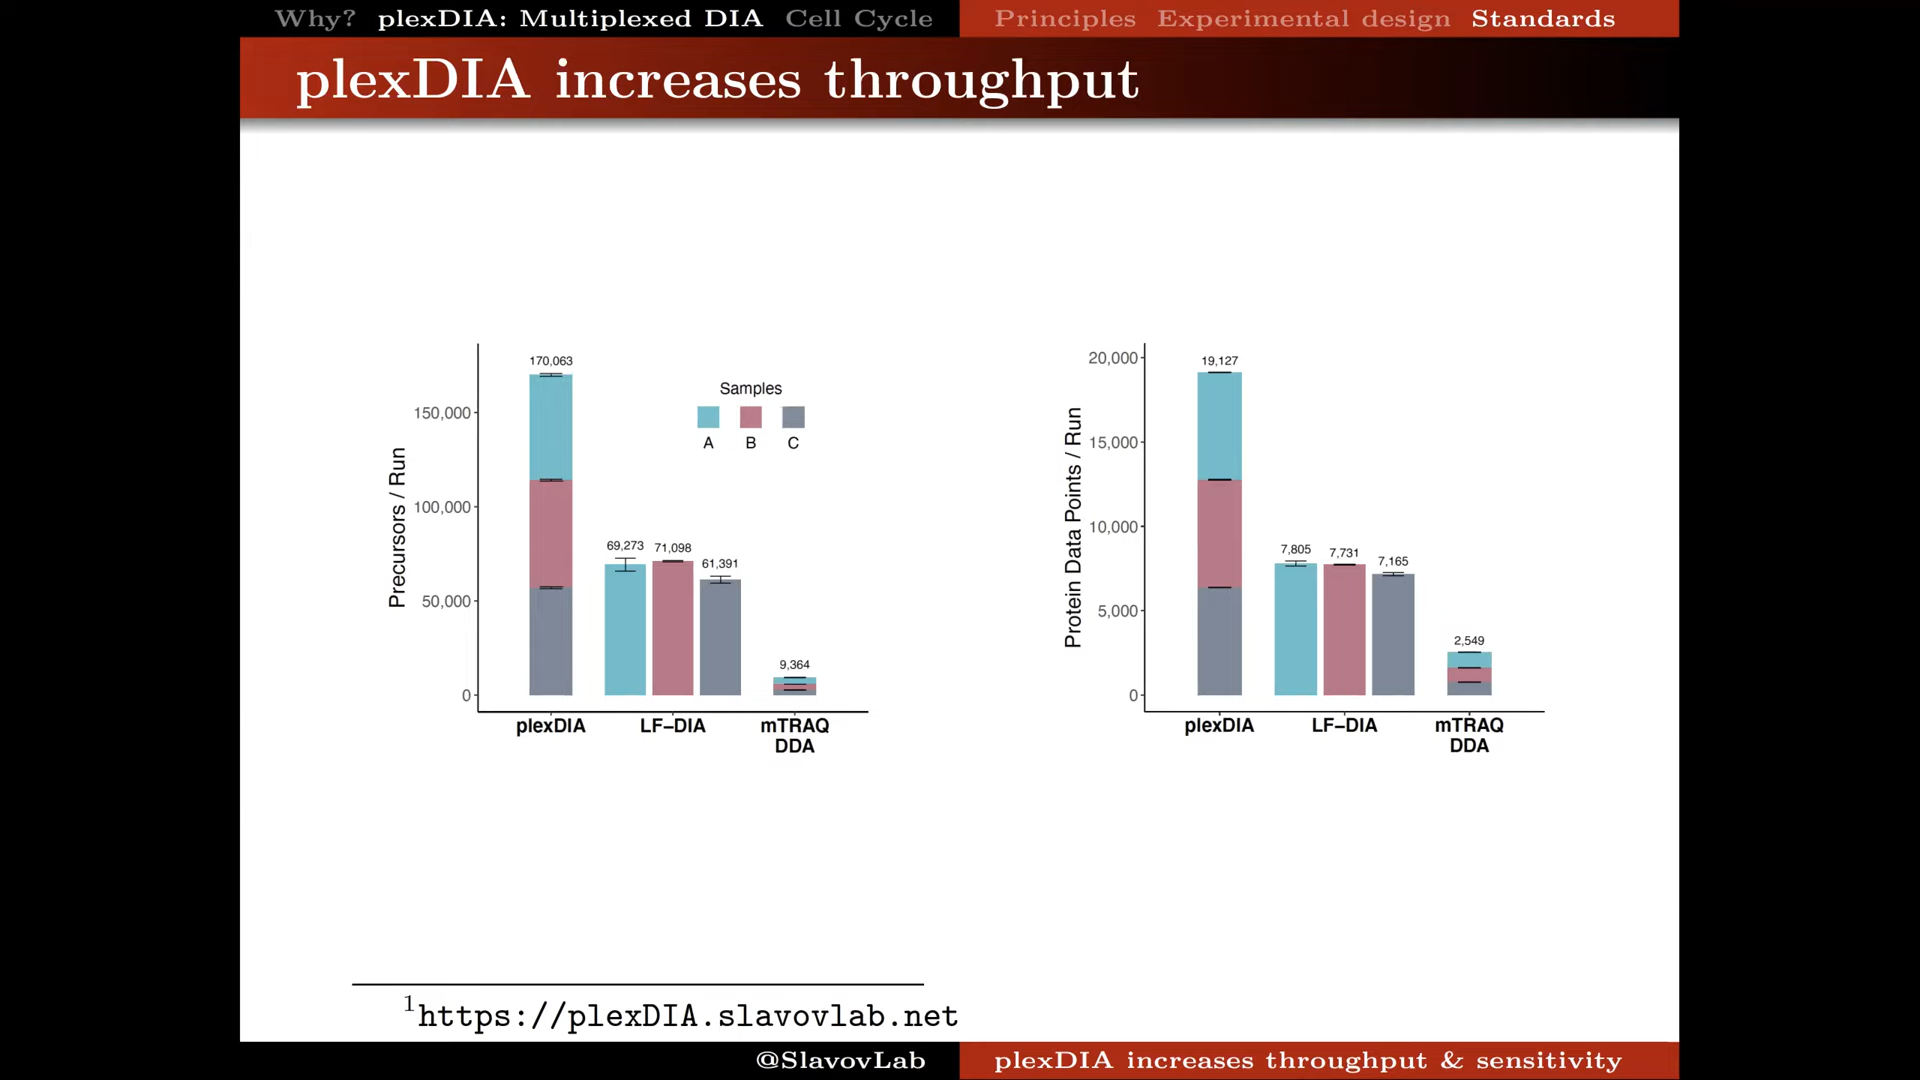 Why? plexDIA: Multiplexed DIA Cell Cycle Principles Experimental design Standards
plexDIA increases throughput
Precursors / Run
150,000
100,000
50,000
0
170,063
69,273
71,098
61,391
9,364
Samples
A B C
plexDIA LF–DIA mTRAQ
DDA
Protein Data Points / Run
20,000
15,000
10,000
5,000
0
19,127
7,805
7,731
7,165
2,549
plexDIA LF–DIA mTRAQ
DDA
1https://plexDIA.slavovlab.net
@SlavovLab plexDIA increases throughput & sensitivity